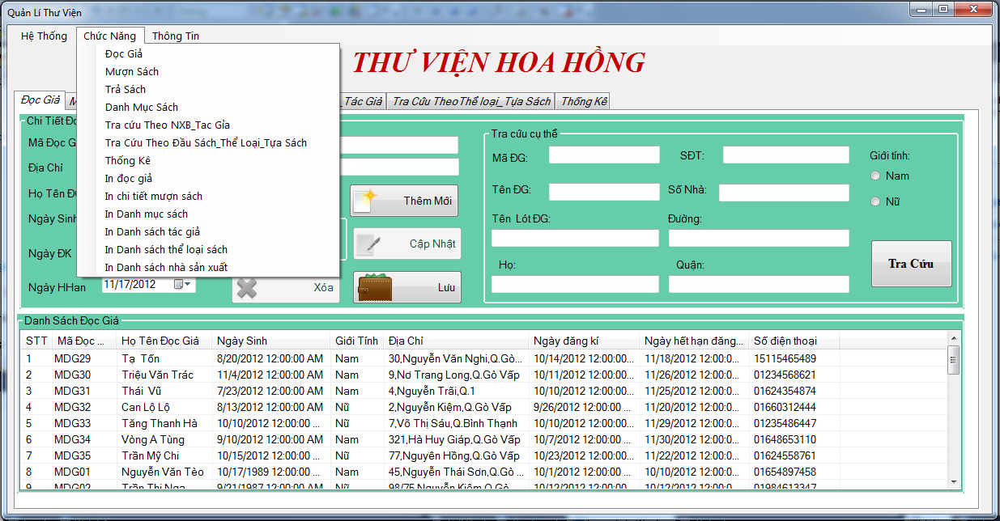 Quản Lí Thư Viện
Hệ Thống Chức Năng Thông Tin
Đọc Giả
Mượn Sách
Trả Sách
Danh Mục Sách
Tra cứu Theo NXB_Tac Gỉa
Tra Cứu Theo Đầu Sách_Thể Loại_Tựa Sách
Thống Kê
In đọc giả
In chi tiết mượn sách
In Danh mục sách
In Danh sách tác giả
In Danh sách thể loại sách
In Danh sách nhà sản xuất
THƯ VIỆN HOA HỒNG
Đọc Giả M _Tác Giả Tra Cứu TheoThể loại_Tựa Sách Thống Kê
Chi Tiết Đọ
Mã Đọc G
Địa Chỉ
Họ Tên Đ
Ngày Sinh
Ngày ĐK
Ngày HHan 11/17/2012
Thêm Mới
Cập Nhật
Xóa Lưu
Tra cứu cụ thể
Mã ĐG: SĐT: Giới tính:
Nam
Tên ĐG: Số Nhà:
Nữ
Tên Lót ĐG: Đường:
Họ: Quận:
Tra Cứu
Danh Sách Đọc Giả
STT Mã Đọc ... Họ Tên Đọc Giả Ngày Sinh Giới Tính Địa Chỉ Ngày đăng kí Ngày hết hạn đăng... Số điện thoại
1 MDG29 Tạ Tốn 8/20/2012 12:00:00 AM Nam 30,Nguyễn Văn Nghi,Q.Gò... 10/14/2012 12:00:00... 11/18/2012 12:00:0... 15115465489
2 MDG30 Triệu Văn Trác 11/4/2012 12:00:00 AM Nam 9,Nơ Trang Long,Q.Gò Vấp 10/11/2012 12:00:00... 11/26/2012 12:00:0... 01234568621
3 MDG31 Thái Vũ 7/23/2012 12:00:00 AM Nam 4,Nguyễn Trãi,Q.1 10/10/2012 12:00:00... 11/25/2012 12:00:0... 01624354874
4 MDG32 Can Lộ Lộ 8/13/2012 12:00:00 AM Nữ 2,Nguyễn Kiệm,Q.Gò Vấp 9/26/2012 12:00:00 11/20/2012 12:00:0... 01660312444
5 MDG33 Tăng Thanh Hà 10/10/2012 12:00:00 ... Nữ 7,Võ Thị Sáu,Q.Bình Thạnh 10/10/2012 12:00:00... 11/29/2012 12:00:0... 01235486447
6 MDG34 Vòng A Tùng 9/10/2012 12:00:00 AM Nam 321,Hà Huy Giáp,Q.Gò Vấp 10/7/2012 12:00:00 ... 11/30/2012 12:00:0... 01648653110
7 MDG35 Trần Mỹ Chi 10/15/2012 12:00:00 ... Nữ 77,Nguyên Hồng,Q.Gò Vấp 10/23/2012 12:00:00... 11/22/2012 12:00:0... 01624558761
8 MDG01 Nguyễn Văn Tèo 10/17/1989 12:00:00 ... Nam 45,Nguyễn Thái Sơn,Q.Gò ... 10/1/2012 12:00:00 ... 10/10/2012 12:00:0... 01654897458
9 MDG02 Trần Thị Nga 9/21/1987 12:00:00 AM Nữ 98/75,Nguyễn Kiệm,Q.Gò... 10/12/2012 12:00:00... 10/12/2012 12:00:0... 01984613347